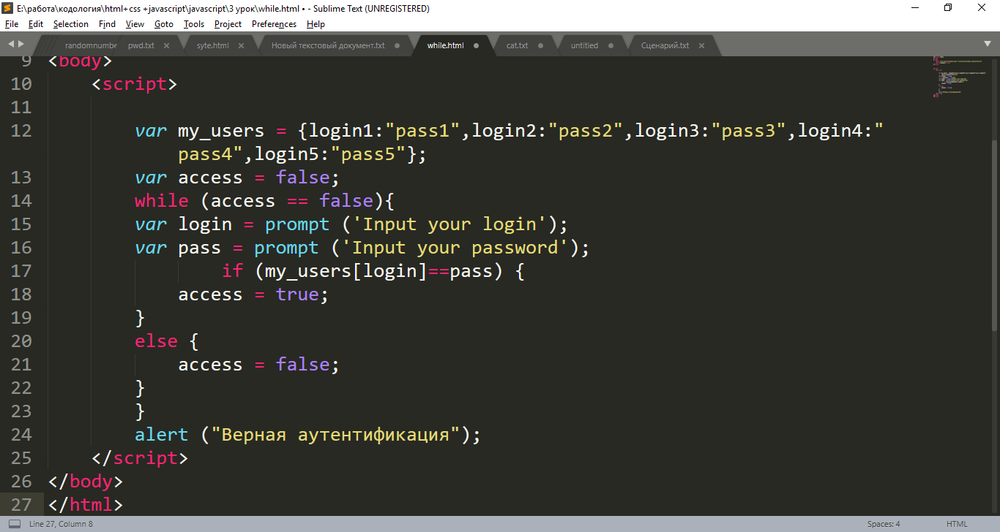 E:\работа\кодология\html+css +javascript\javascript\3 урок\while.html • - Sublime Text (UNREGISTERED)
File Edit Selection Find View Goto Tools Project Preferences Help
randomnumbe pwd.txt syte.html Новый текстовый документ.txt while.html cat.txt untitled Сценарий.txt
9 <body>
10 <script>
11
12 var my_users = {login1:"pass1",login2:"pass2",login3:"pass3",login4:"
pass4",login5:"pass5"};
13 var access = false;
14 while (access == false){
15 var login = prompt ('Input your login');
16 var pass = prompt ('Input your password');
17 if (my_users[login]==pass) {
18 access = true;
19 }
20 else {
21 access = false;
22 }
23 }
24 alert ("Верная аутентификация");
25 </script>
26 </body>
27 </html>
Line 27, Column 8 Spaces: 4 HTML